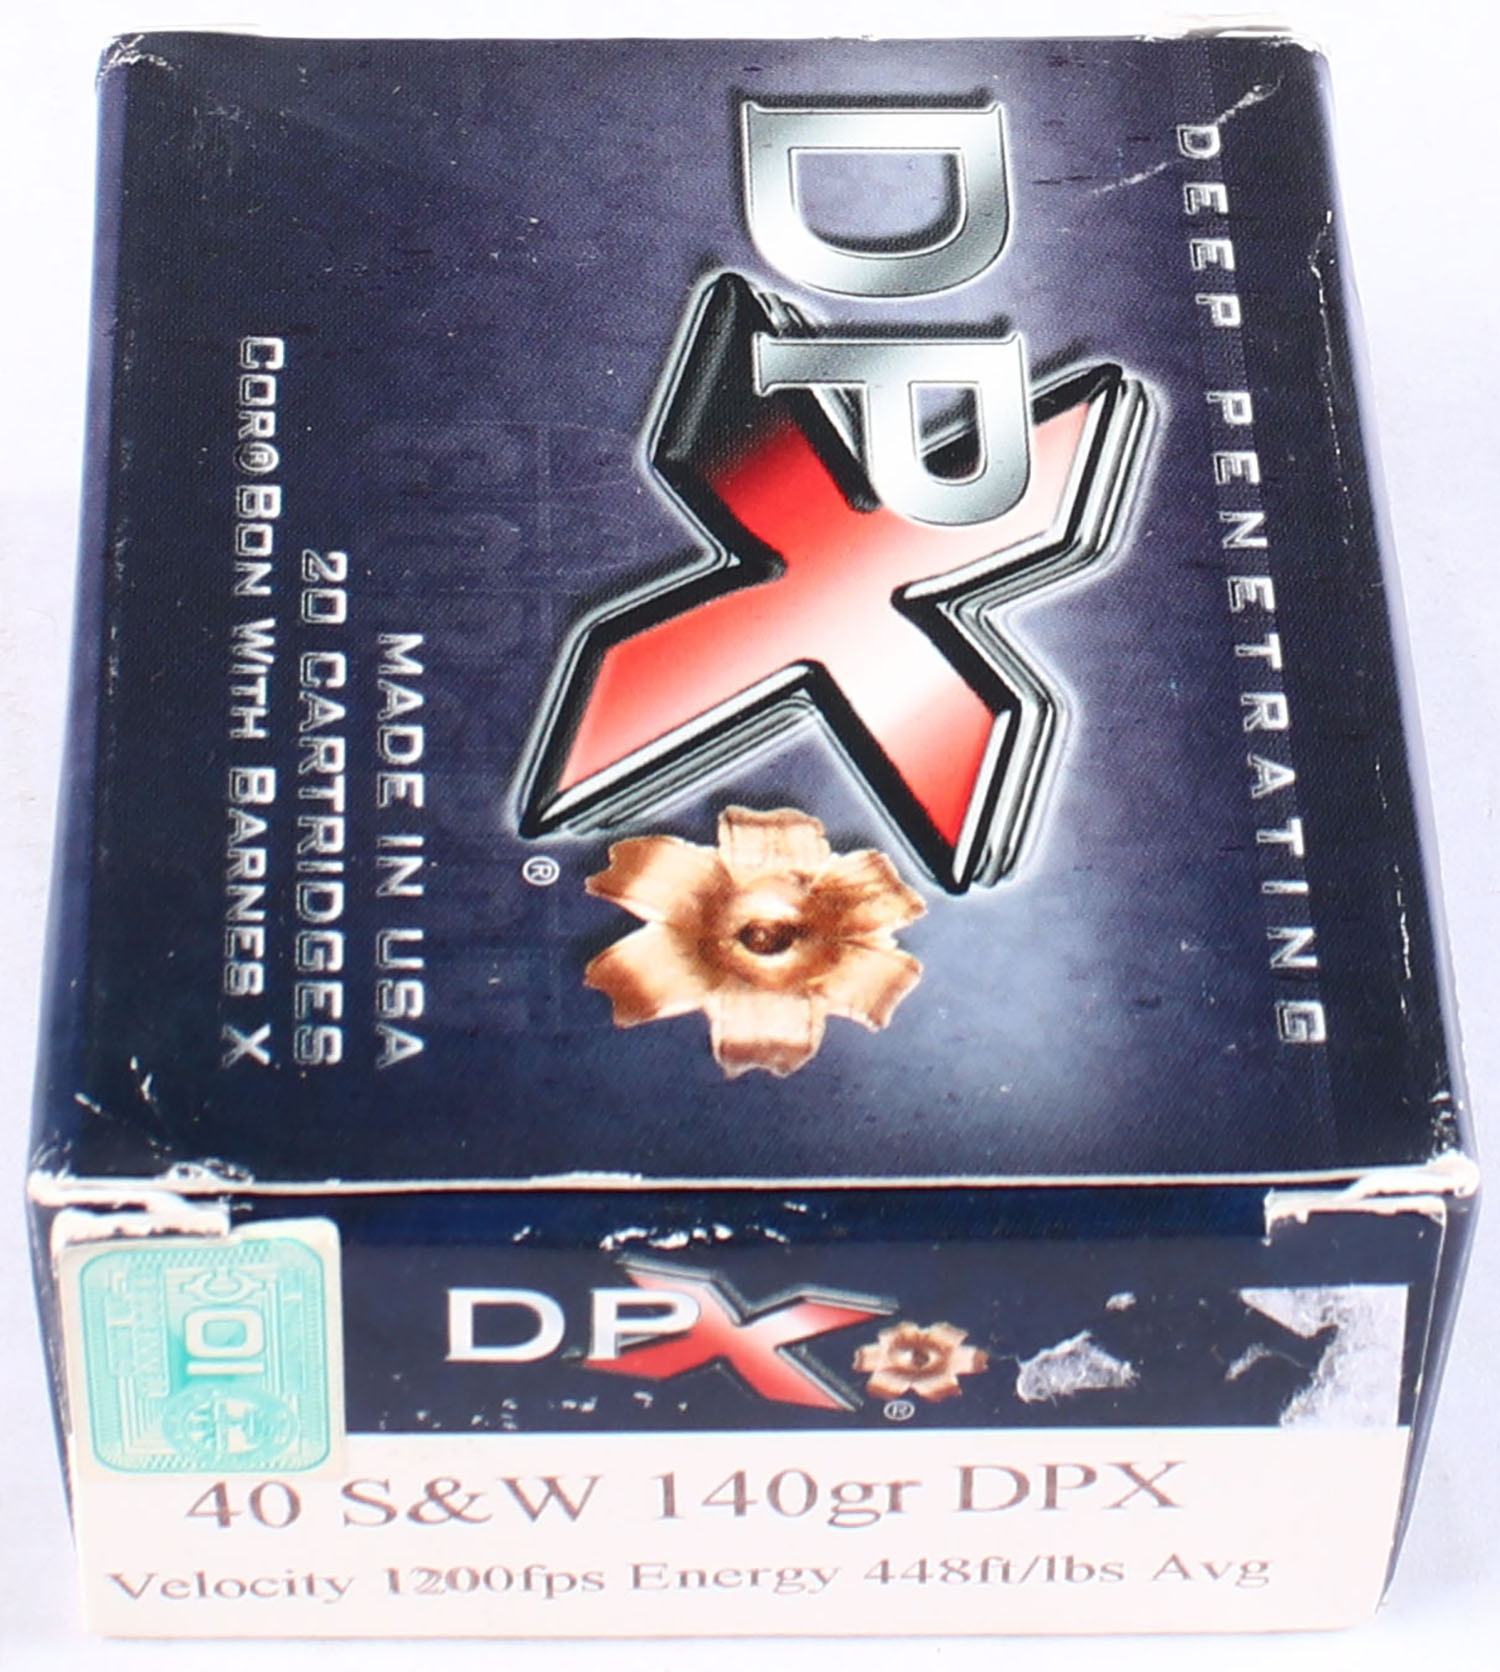 DEEP PENETRATING
DPX
®
MADE IN USA
20 CARTRIDGES
COR®BON WITH BARNES X
DPX
®
40 S&W 140gr DPX
Velocity 1200fps Energy 448ft/lbs Avg